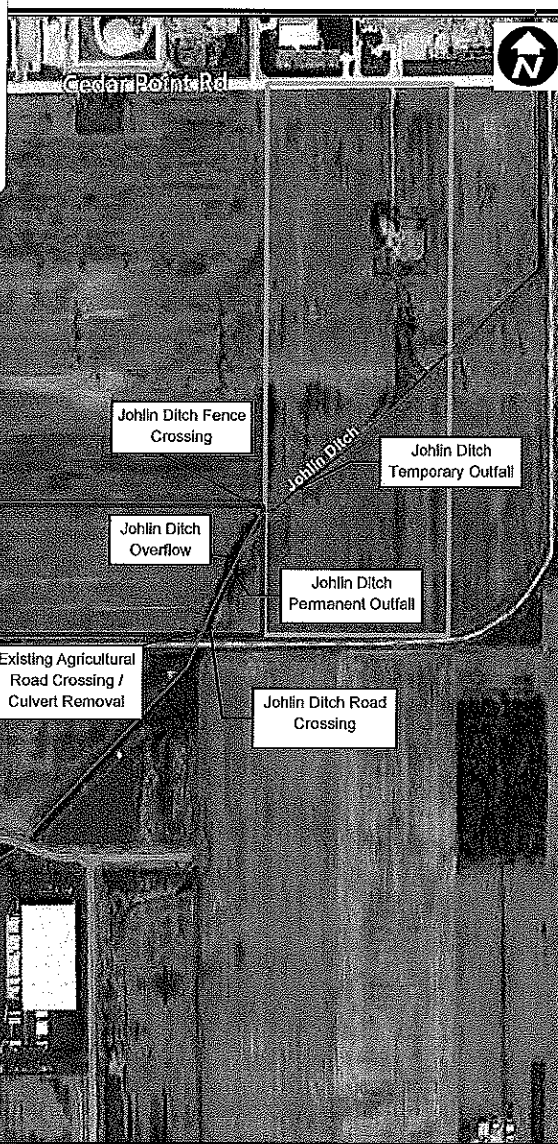 N
Cedar Point Rd
Johlin Ditch Fence
Crossing
Johlin Ditch
Johlin Ditch
Temporary Outfall
Johlin Ditch
Overflow
Johlin Ditch
Permanent Outfall
Existing Agricultural
Road Crossing /
Culvert Removal
Johlin Ditch Road
Crossing